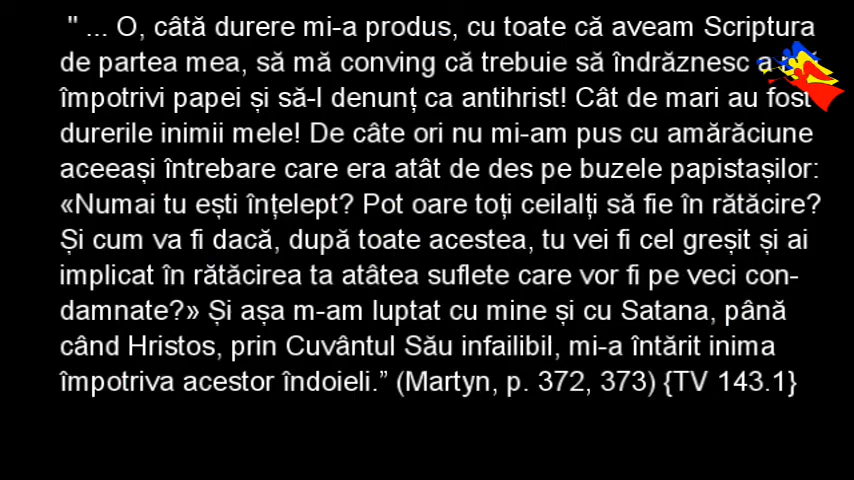 " ... O, câtă durere mi-a produs, cu toate că aveam Scriptura
de partea mea, să mă conving că trebuie să îndrăznesc a
împotrivi papei și să-l denunț ca antihrist! Cât de mari au fost
durerile inimii mele! De câte ori nu mi-am pus cu amărăciune
aceeași întrebare care era atât de des pe buzele papistașilor:
«Numai tu ești înțelept? Pot oare toți ceilalți să fie în rătăcire?
Și cum va fi dacă, după toate acestea, tu vei fi cel greșit și ai
implicat în rătăcirea ta atâtea suflete care vor fi pe veci con-
damnate?» Și așa m-am luptat cu mine și cu Satana, până
când Hristos, prin Cuvântul Său infailibil, mi-a întărit inima
împotriva acestor îndoieli.” (Martyn, p. 372, 373) {TV 143.1}